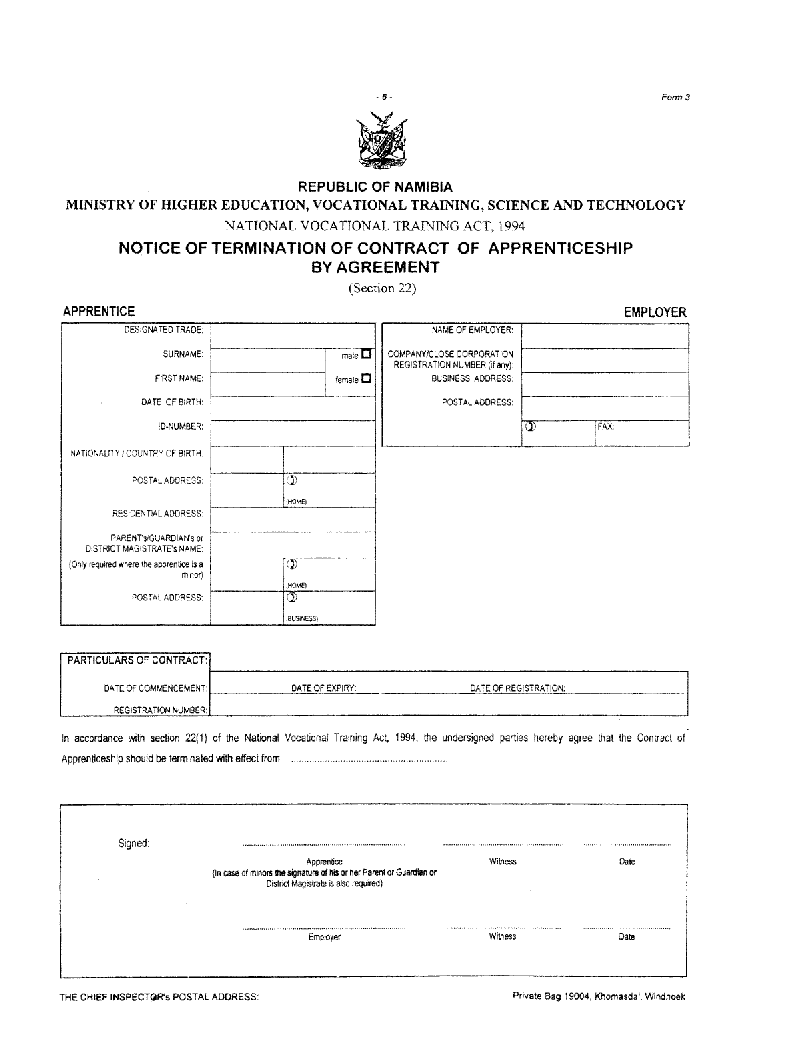 - 5 -
Form 3
REPUBLIC OF NAMIBIA
MINISTRY OF HIGHER EDUCATION, VOCATIONAL TRAINING, SCIENCE AND TECHNOLOGY
NATIONAL VOCATIONAL TRAINING ACT, 1994
NOTICE OF TERMINATION OF CONTRACT OF APPRENTICESHIP
BY AGREEMENT
(Section 22)
APPRENTICE
DESIGNATED TRADE:
SURNAME:
male
FIRST NAME:
female
DATE OF BIRTH:
ID-NUMBER:
NATIONALITY / COUNTRY OF BIRTH:
POSTAL ADDRESS:
(HOME)
RESIDENTIAL ADDRESS:
PARENT's/GUARDIAN's or
DISTRICT MAGISTRATE's NAME:
(Only required where the apprentice is a
minor)
(HOME)
POSTAL ADDRESS:
BUSINESS)
EMPLOYER
NAME OF EMPLOYER:
COMPANY/CLOSE CORPORATION
REGISTRATION NUMBER (if any):
BUSINESS ADDRESS:
POSTAL ADDRESS:
FAX:
PARTICULARS OF CONTRACT:
DATE OF COMMENCEMENT: DATE OF EXPIRY: DATE OF REGISTRATION:
REGISTRATION NUMBER:
In accordance with section 22(1) of the National Vocational Training Act, 1994, the undersigned parties hereby agree that the Contract of
Apprenticeship should be terminated with effect from ..........................................................
Signed:
Apprentice Witness Date
(In case of minors the signature of his or her Parent or Guardian or
District Magistrate is also required)
Employer Witness Date
THE CHIEF INSPECTOR's POSTAL ADDRESS: Private Bag 19004, Khomasdal, Windhoek